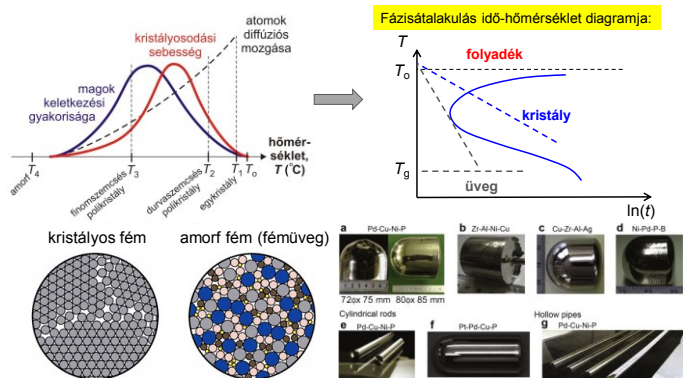 Fázisátalakulás idő-hőmérséklet diagramja:
atomok
diffúziós
mozgása
kristályosodási
sebesség
magok
keletkezési
gyakorisága
hőmér-
séklet,
T (°C)
T₄
T₃
T₂
T₁
Tₒ
amorf
finomszemcsés
polikristály
durvaszemcsés
polikristály
egykristály
T
Tₒ
folyadék
kristály
T_g
üveg
ln(t)
kristályos fém
amorf fém (fémüveg)
a
Pd-Cu-Ni-P
b
Zr-Al-Ni-Cu
c
Cu-Zr-Al-Ag
d
Ni-Pd-P-B
72φx 75 mm
80φx 85 mm
Cylindrical rods
Hollow pipes
e
Pd-Cu-Ni-P
f
Pt-Pd-Cu-P
g
Pd-Cu-Ni-P